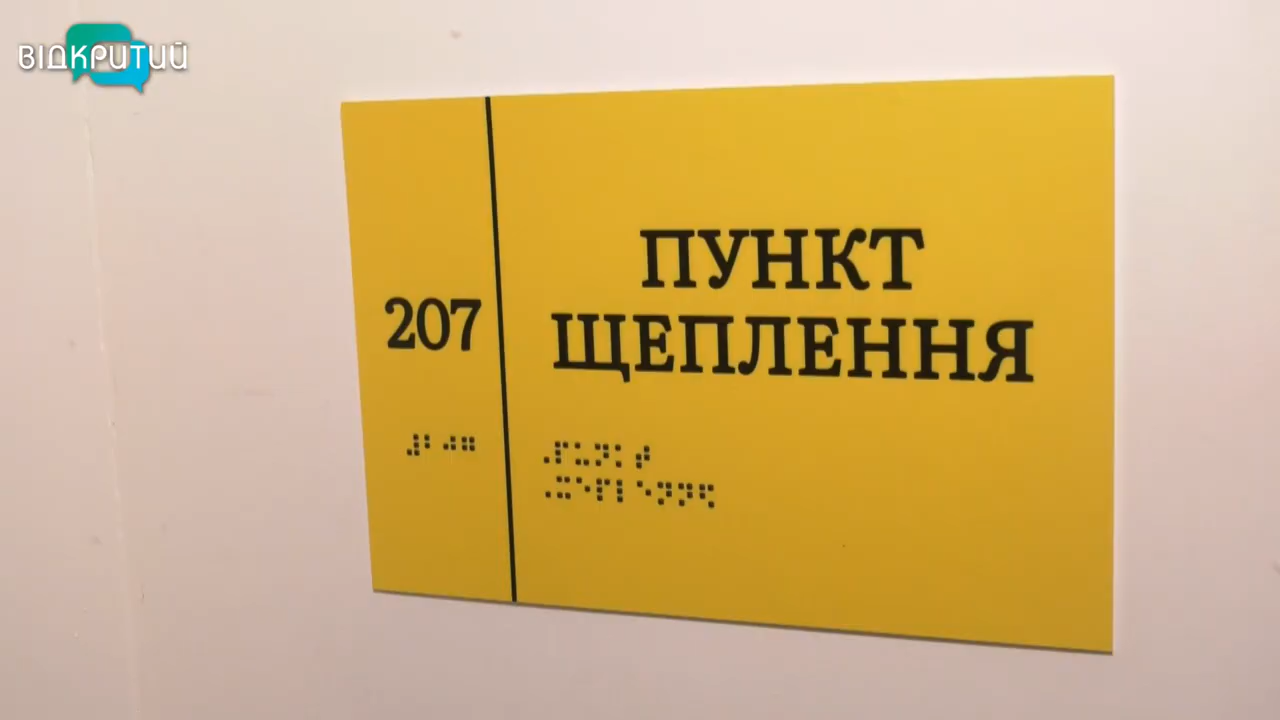 ВІДКРИТИЙ
207
ПУНКТ
ЩЕПЛЕННЯ
⠼⠃⠚⠛
⠠⠏⠥⠝⠅⠞
⠠⠭⠑⠏⠇⠑⠝⠝⠫